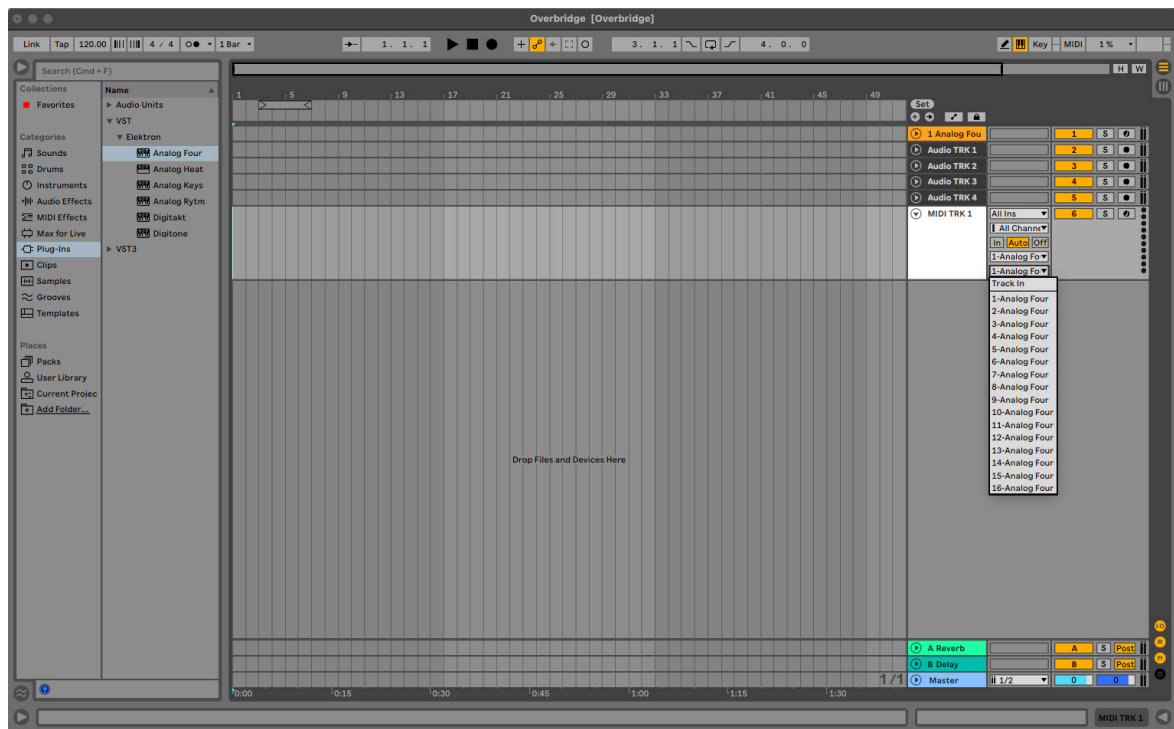 Overbridge [Overbridge]
Link Tap 120.00 4 / 4 1 Bar 1. 1. 1 3. 1. 1 4. 0. 0 Key MIDI 1 %
Search (Cmd + F)
H W
Collections
Favorites
Categories
Sounds
Drums
Instruments
Audio Effects
MIDI Effects
Max for Live
Plug-Ins
Clips
Samples
Grooves
Templates
Places
Packs
User Library
Current Projec
Add Folder...
Name
Audio Units
VST
Elektron
Analog Four
Analog Heat
Analog Keys
Analog Rytm
Digitakt
Digitone
VST3
1 5 9 13 17 21 25 29 33 37 41 45 49
Set
1 Analog Fou 1 S
Audio TRK 1 2 S
Audio TRK 2 3 S
Audio TRK 3 4 S
Audio TRK 4 5 S
MIDI TRK 1 All Ins 6 S
All Channe
In Auto Off
1-Analog Fo
1-Analog Fo
Track In
1-Analog Four
2-Analog Four
3-Analog Four
4-Analog Four
5-Analog Four
6-Analog Four
7-Analog Four
8-Analog Four
9-Analog Four
10-Analog Four
11-Analog Four
12-Analog Four
13-Analog Four
14-Analog Four
15-Analog Four
16-Analog Four
Drop Files and Devices Here
A Reverb A S Post
B Delay B S Post
1/1 Master 1/2 0 0
0:00 0:15 0:30 0:45 1:00 1:15 1:30
MIDI TRK 1